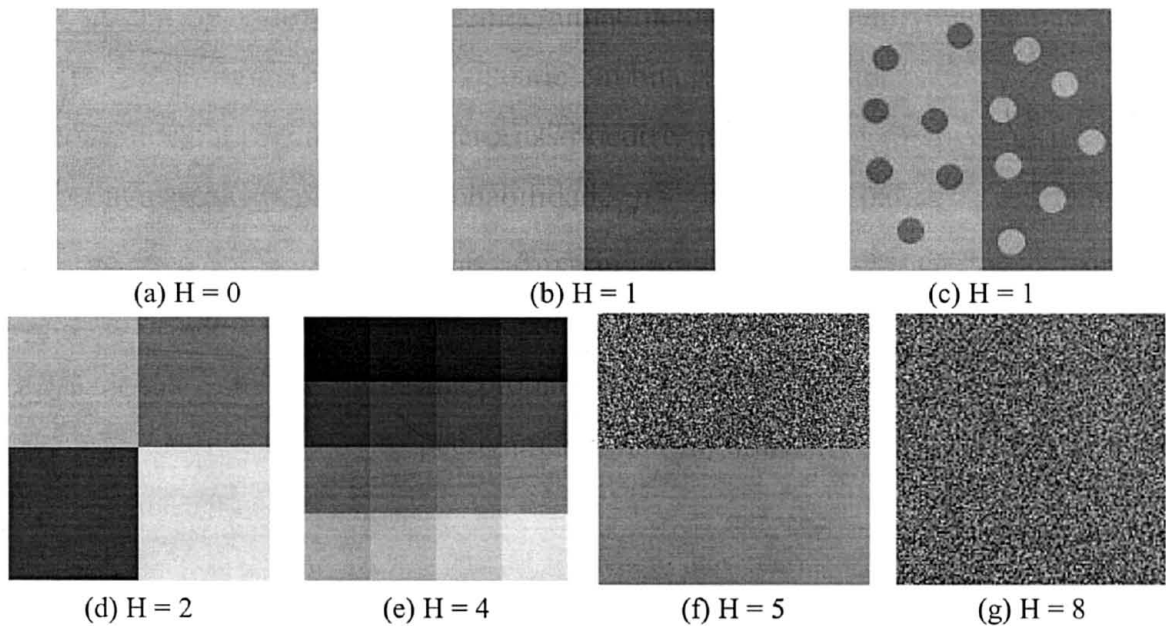 (a) H = 0
(b) H = 1
(c) H = 1
(d) H = 2
(e) H = 4
(f) H = 5
(g) H = 8